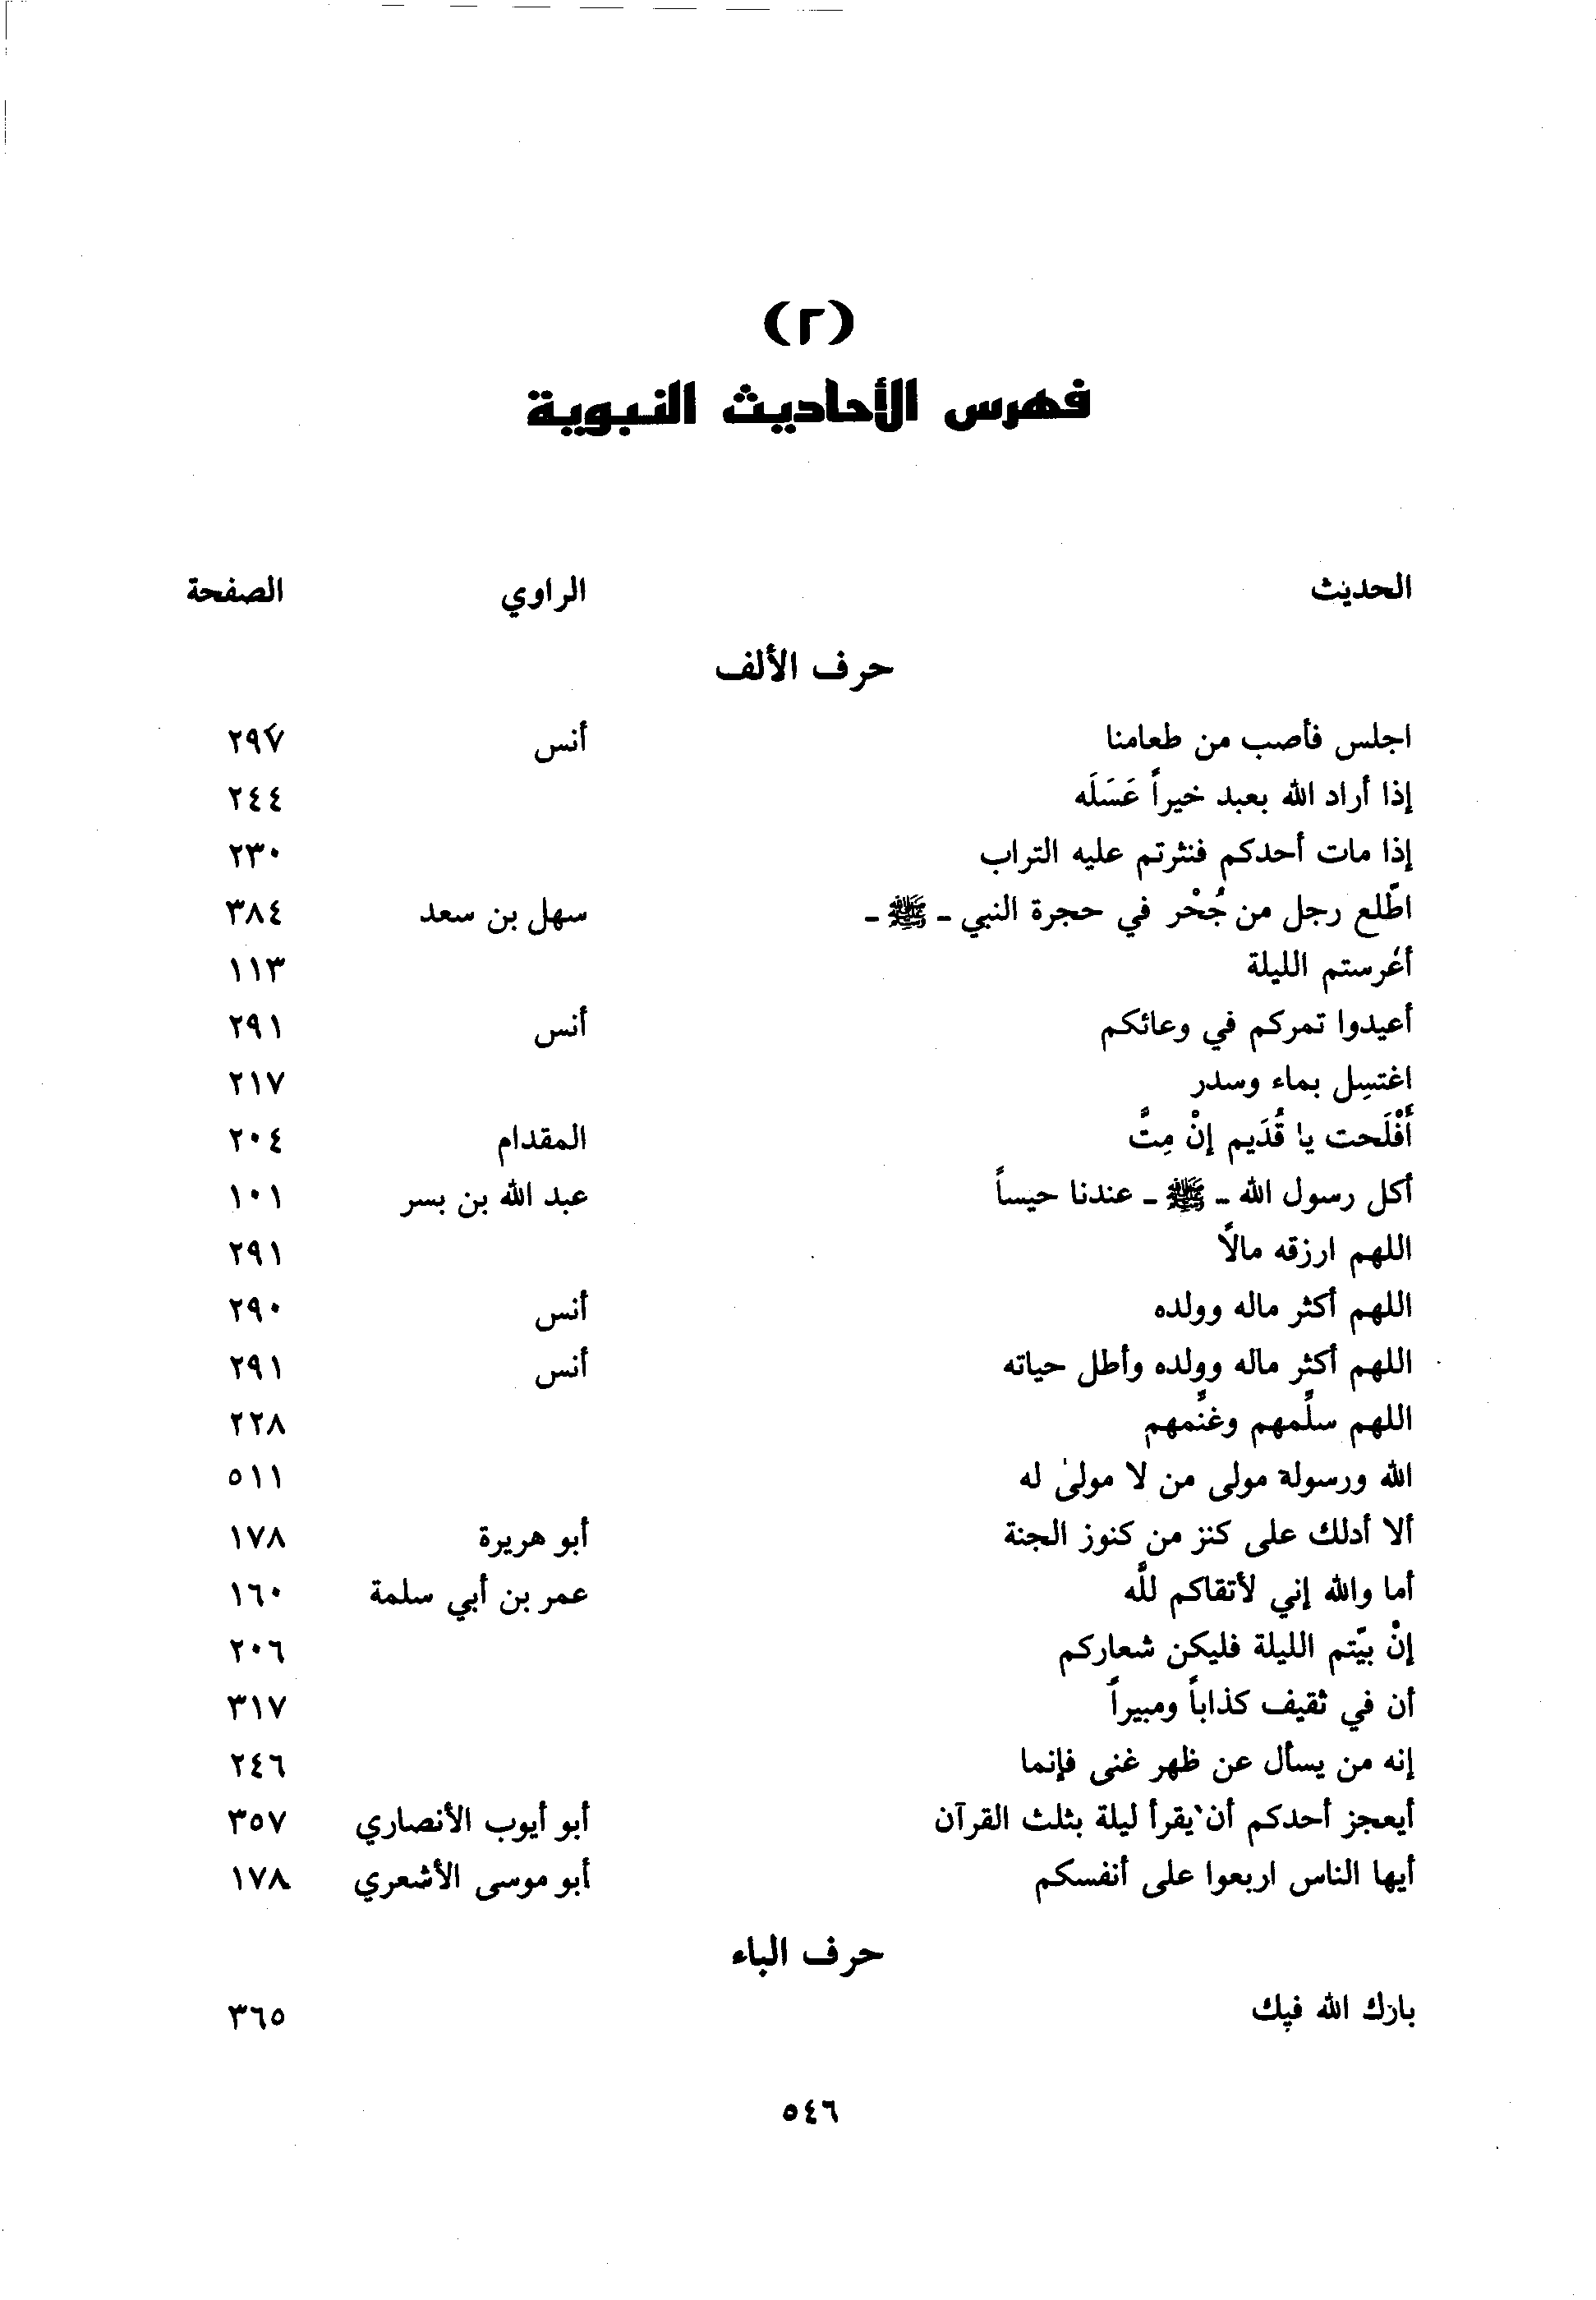 (٢)
فهرس الأحاديث النبوية
الحديث الراوي الصفحة
حرف الألف
اجلس فأصب من طعامنا أنس ٢٩٧
إذا أراد الله بعبد خيراً عَسَلَه ٢٤٤
إذا مات أحدكم فنثرتم عليه التراب ٢٣٠
اطّلع رجل من جُحْر في حجرة النبي - ﷺ - سهل بن سعد ٣٨٤
أعْرستم الليلة ١١٣
أعيدوا تمركم في وعائكم أنس ٢٩١
اغتسِل بماء وسدر ٢١٧
أَفْلَحت يا قُدَيم إنْ مِتَّ المقدام ٢٠٤
أكل رسول الله - ﷺ - عندنا حيساً عبد الله بن بسر ١٠١
اللهم ارزقه مالاً ٢٩١
اللهم أكثر ماله وولده أنس ٢٩٠
اللهم أكثر ماله وولده وأطل حياته أنس ٢٩١
اللهم سلِّمهم وغنِّمهم ٢٢٨
الله ورسولة مولى من لا مولىٰ له ٥١١
ألا أدلك على كنز من كنوز الجنة أبو هريرة ١٧٨
أما والله إني لأتقاكم للَّه عمر بن أبي سلمة ١٦٠
إنْ بيّتم الليلة فليكن شعاركم ٢٠٦
أن في ثقيف كذاباً ومبيراً ٣١٧
إنه من يسأل عن ظهر غنى فإنما ٢٤٦
أيعجز أحدكم أن يقرأ ليلة بثلث القرآن أبو أيوب الأنصاري ٣٥٧
أيها الناس اربعوا على أنفسكم أبو موسى الأشعري ١٧٨
حرف الباء
بارك الله فيك ٣٦٥
٥٤٦